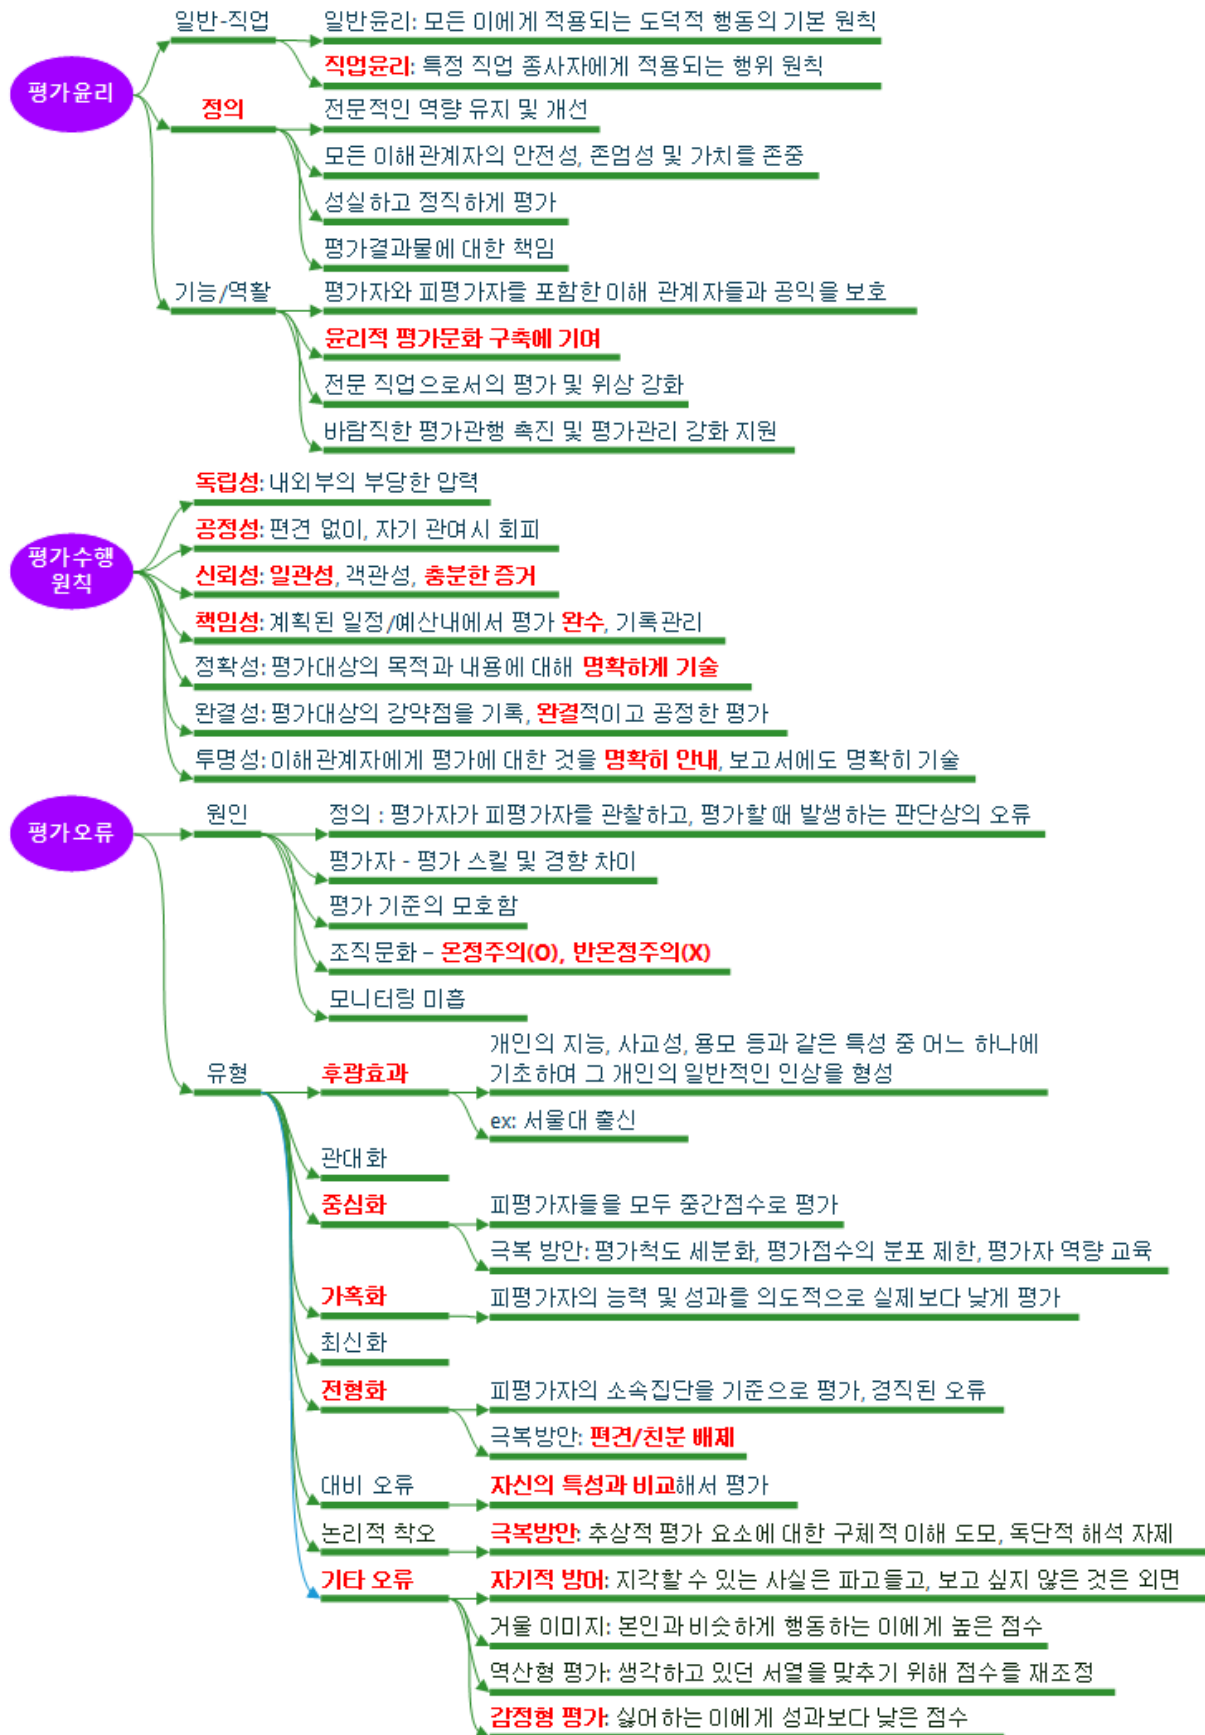 일반-직업
일반윤리: 모든 이에게 적용되는 도덕적 행동의 기본 원칙
직업윤리: 특정 직업 종사자에게 적용되는 행위 원칙
평가윤리
정의
전문적인 역량 유지 및 개선
모든 이해관계자의 안전성, 존엄성 및 가치를 존중
성실하고 정직하게 평가
평가결과물에 대한 책임
기능/역활
평가자와 피평가자를 포함한 이해 관계자들과 공익을 보호
윤리적 평가문화 구축에 기여
전문 직업으로서의 평가 및 위상 강화
바람직한 평가관행 촉진 및 평가관리 강화 지원
평가수행
원칙
독립성: 내외부의 부당한 압력
공정성: 편견 없이, 자기 관여시 회피
신뢰성: 일관성, 객관성, 충분한 증거
책임성: 계획된 일정/예산내에서 평가 완수, 기록관리
정확성: 평가대상의 목적과 내용에 대해 명확하게 기술
완결성: 평가대상의 강약점을 기록, 완결적이고 공정한 평가
투명성: 이해관계자에게 평가에 대한 것을 명확히 안내, 보고서에도 명확히 기술
평가오류
원인
정의 : 평가자가 피평가자를 관찰하고, 평가할 때 발생하는 판단상의 오류
평가자 - 평가 스킬 및 경향 차이
평가 기준의 모호함
조직문화 – 온정주의(O), 반온정주의(X)
모니터링 미흡
유형
후광효과
개인의 지능, 사교성, 용모 등과 같은 특성 중 어느 하나에
기초하여 그 개인의 일반적인 인상을 형성
ex: 서울대 출신
관대화
중심화
피평가자들을 모두 중간점수로 평가
극복 방안: 평가척도 세분화, 평가점수의 분포 제한, 평가자 역량 교육
가혹화
피평가자의 능력 및 성과를 의도적으로 실제보다 낮게 평가
최신화
전형화
피평가자의 소속집단을 기준으로 평가, 경직된 오류
극복방안: 편견/친분 배제
대비 오류
자신의 특성과 비교해서 평가
논리적 착오
극복방안: 추상적 평가 요소에 대한 구체적 이해 도모, 독단적 해석 자제
기타 오류
자기적 방어: 지각할 수 있는 사실은 파고들고, 보고 싶지 않은 것은 외면
거울 이미지: 본인과 비슷하게 행동하는 이에게 높은 점수
역산형 평가: 생각하고 있던 서열을 맞추기 위해 점수를 재조정
감정형 평가: 싫어하는 이에게 성과보다 낮은 점수